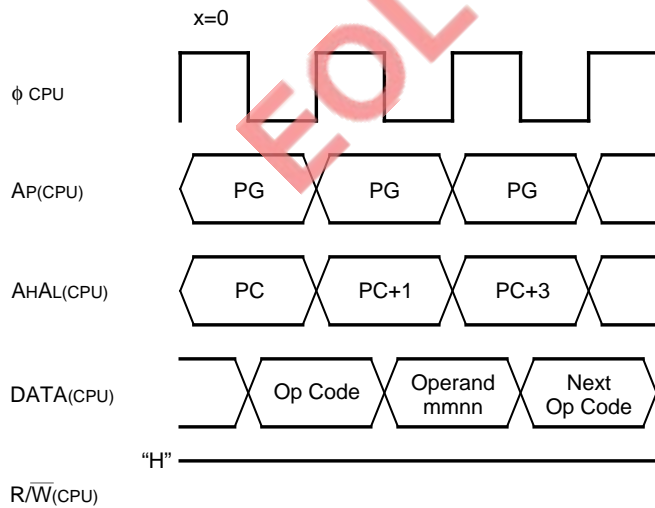 x=0
EOL
ϕ CPU
AP(CPU)
PG
PG
PG
AHAL(CPU)
PC
PC+1
PC+3
DATA(CPU)
Op Code
Operand
mmnn
Next
Op Code
“H”
R/W̅(CPU)